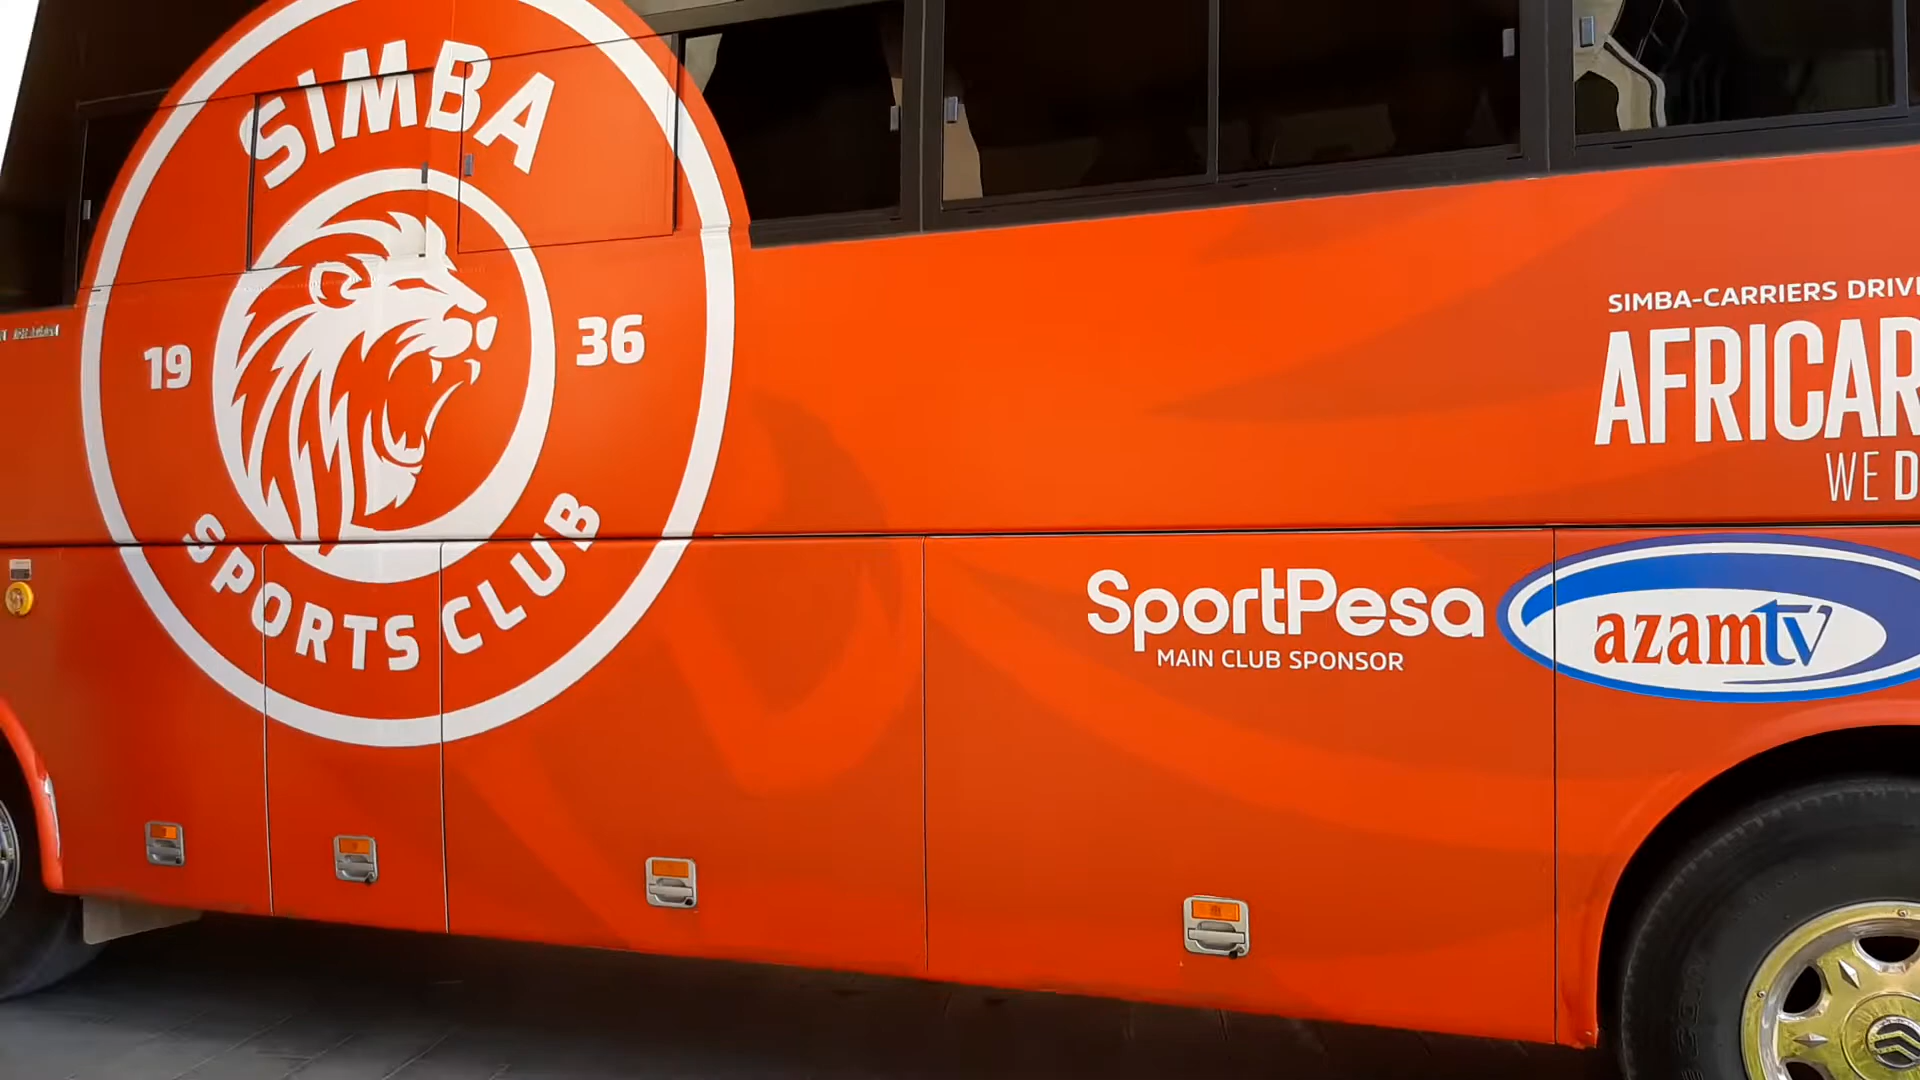 SIMBA
19 36
SPORTS CLUB
SIMBA-CARRIERS DRIV
AFRICAR
WE D
SportPesa
MAIN CLUB SPONSOR
azamtv